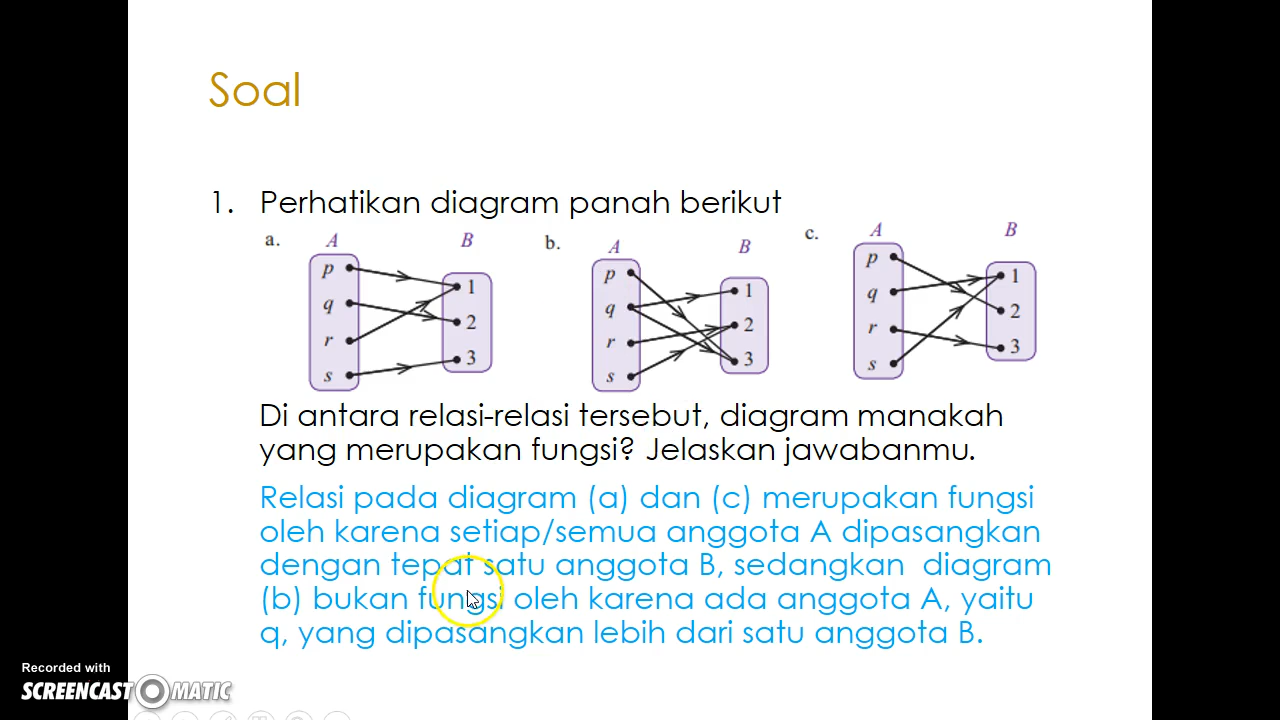 Soal
1. Perhatikan diagram panah berikut
a. A B
p
q
r
s
1
2
3
b. A B
p
q
r
s
1
2
3
c. A B
p
q
r
s
1
2
3
Di antara relasi-relasi tersebut, diagram manakah
yang merupakan fungsi? Jelaskan jawabanmu.
Relasi pada diagram (a) dan (c) merupakan fungsi
oleh karena setiap/semua anggota A dipasangkan
dengan tepat satu anggota B, sedangkan diagram
(b) bukan fungsi oleh karena ada anggota A, yaitu
q, yang dipasangkan lebih dari satu anggota B.
Recorded with
SCREENCAST MATIC